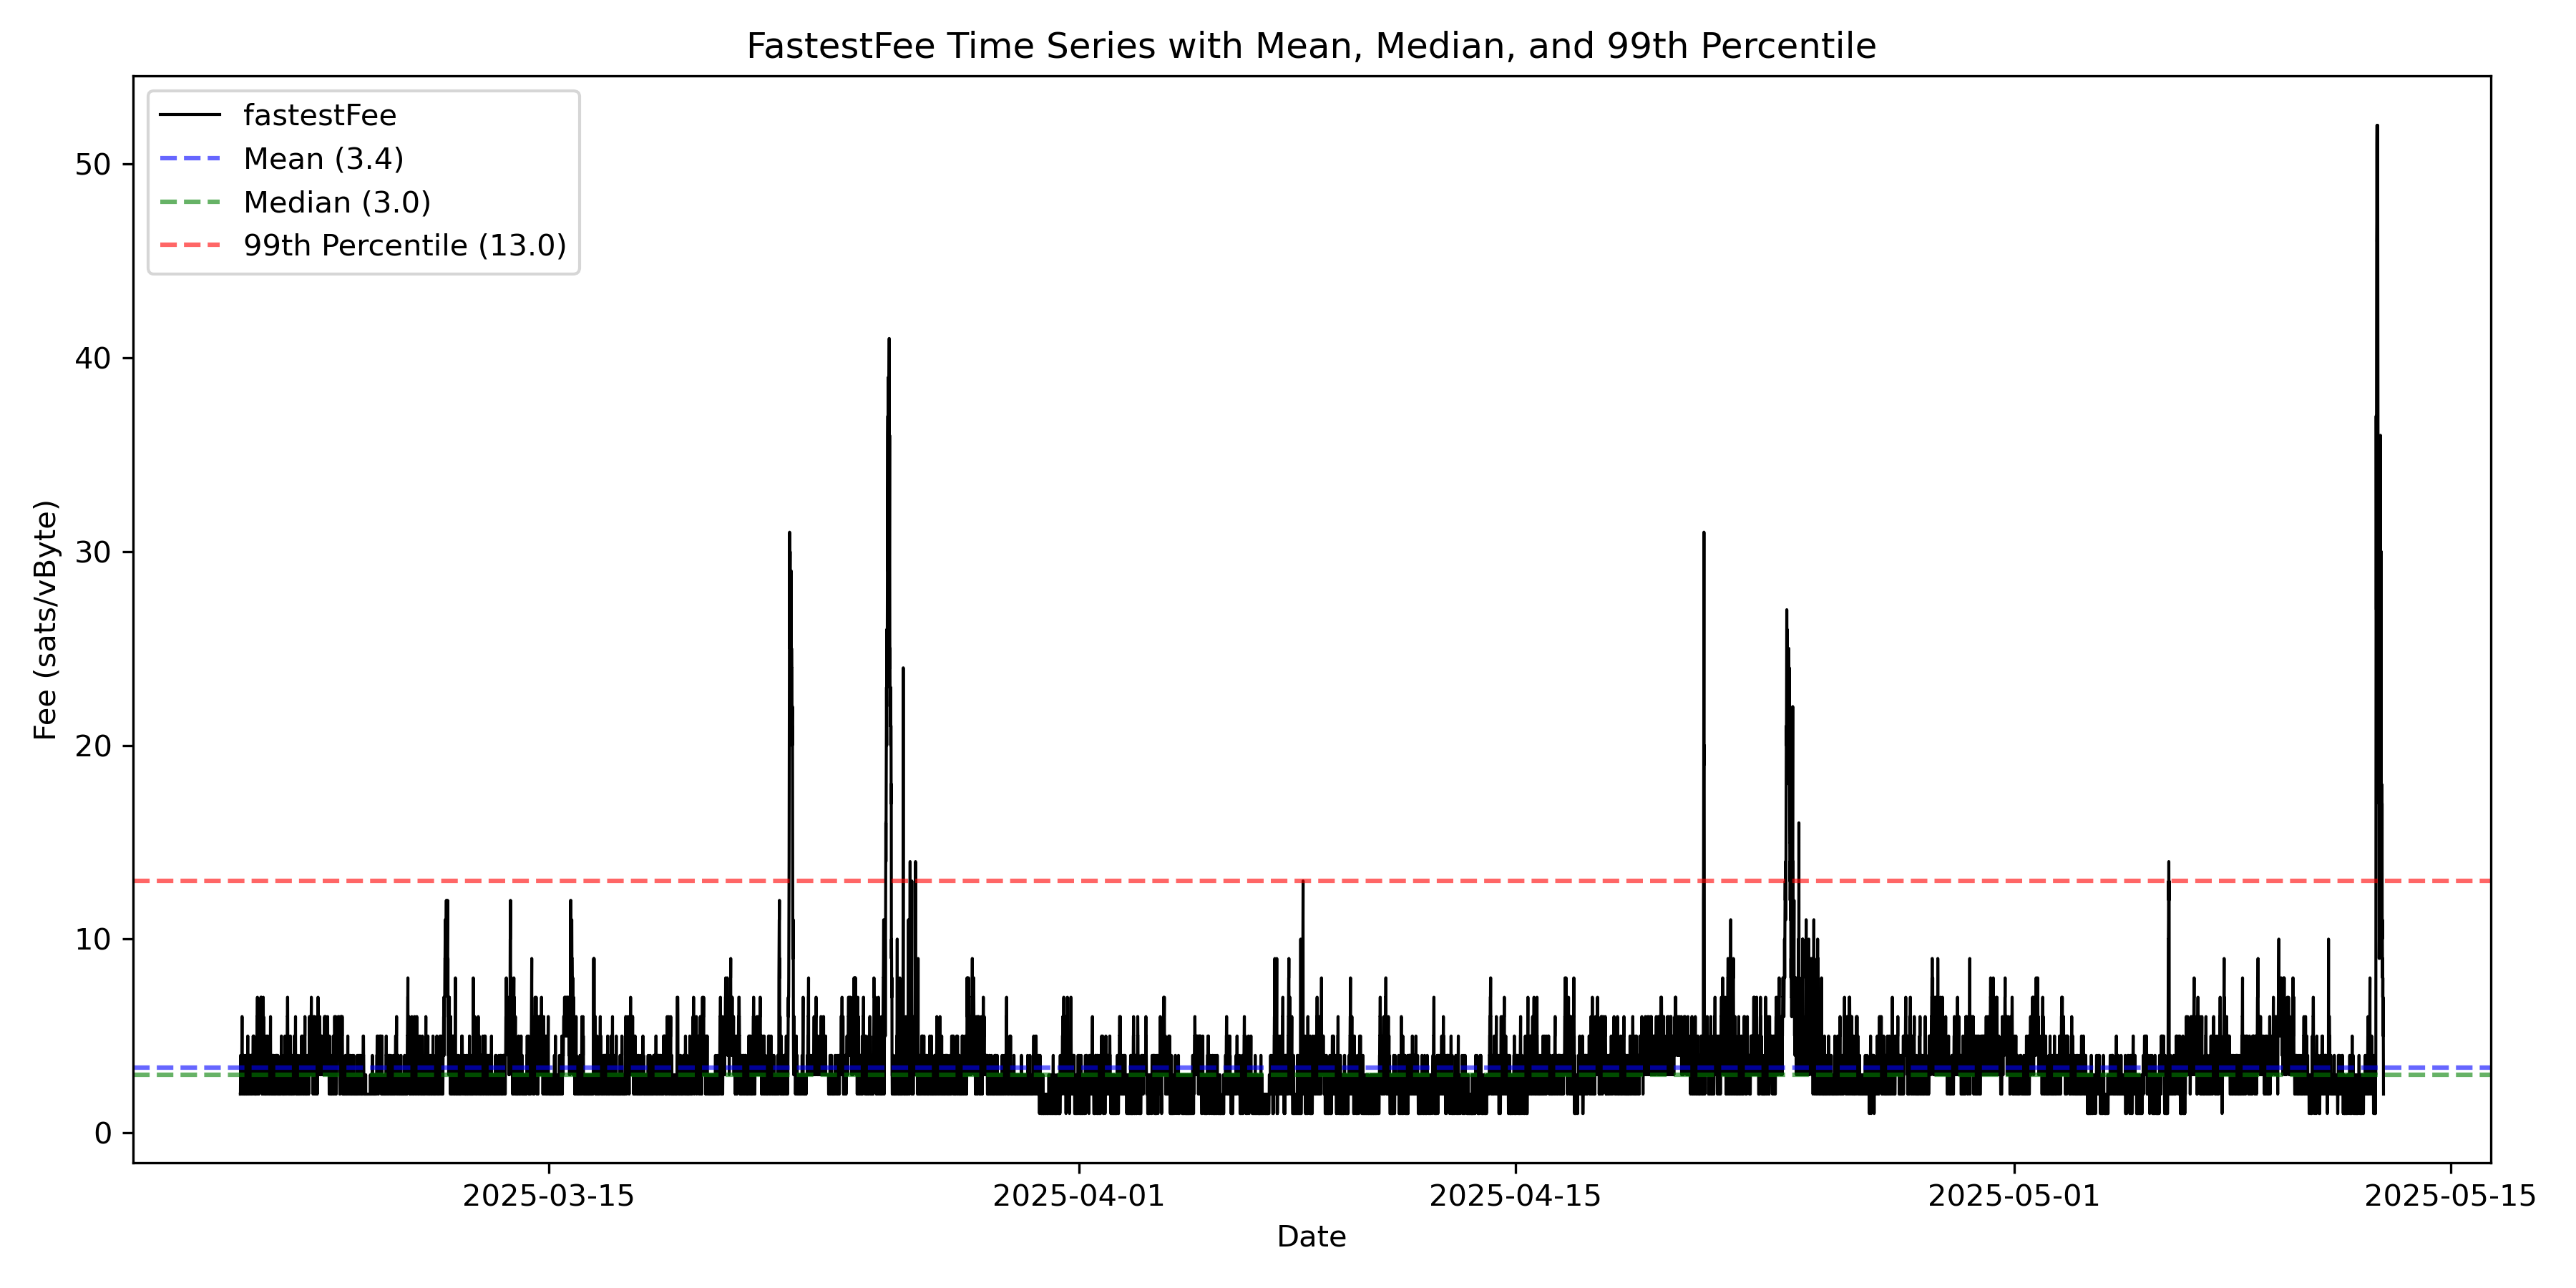 FastestFee Time Series with Mean, Median, and 99th Percentile
fastestFee
Mean (3.4)
Median (3.0)
99th Percentile (13.0)
Fee (sats/vByte)
50
40
30
20
10
0
2025-03-15
2025-04-01
2025-04-15
2025-05-01
2025-05-15
Date